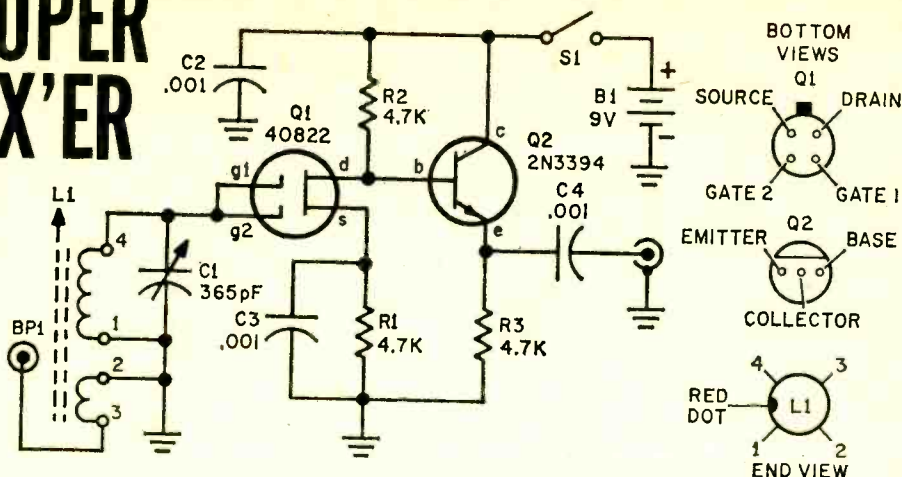 UPER
X'ER
C2
.001
Q1
40822
R2
4.7K
S1
B1
9V
+
-
BOTTOM
VIEWS
Q1
SOURCE
DRAIN
GATE 2
GATE 1
g1
g2
d
s
b
c
e
Q2
2N3394
C4
.001
Q2
EMITTER
BASE
COLLECTOR
L1
4
1
2
3
BP1
C1
365pF
C3
.001
R1
4.7K
R3
4.7K
4
3
RED
DOT
L1
1
2
END VIEW